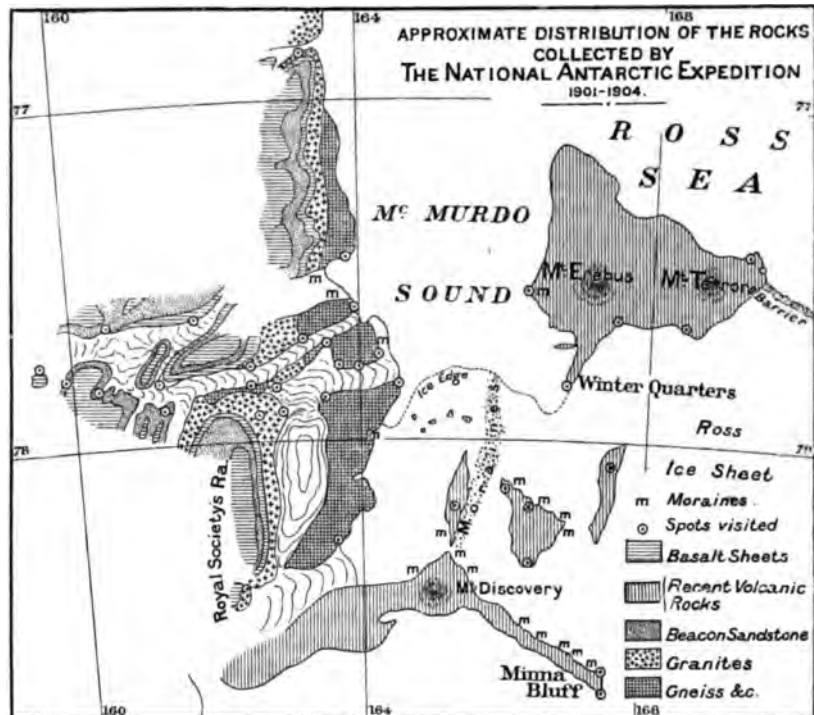 160
164
168
APPROXIMATE DISTRIBUTION OF THE ROCKS
COLLECTED BY
THE NATIONAL ANTARCTIC EXPEDITION
1901-1904.
77
77
ROSS
SEA
Mc MURDO
SOUND
Mt Erebus
Mt Terror
Barrier
m
m
m
m
Winter Quarters
Ice Edge
Moraines
Ross
Ice Sheet
78
m
m
m
m
m
m
m
m
m
m
m
Royal Society's Ra.
Mt Discovery
m
m
m
m
m
m
Minna
Bluff
m Moraines
Spots visited
Basalt Sheets
Recent Volcanic
Rocks
Beacon Sandstone
Granites
Gneiss &c.
160
164
168